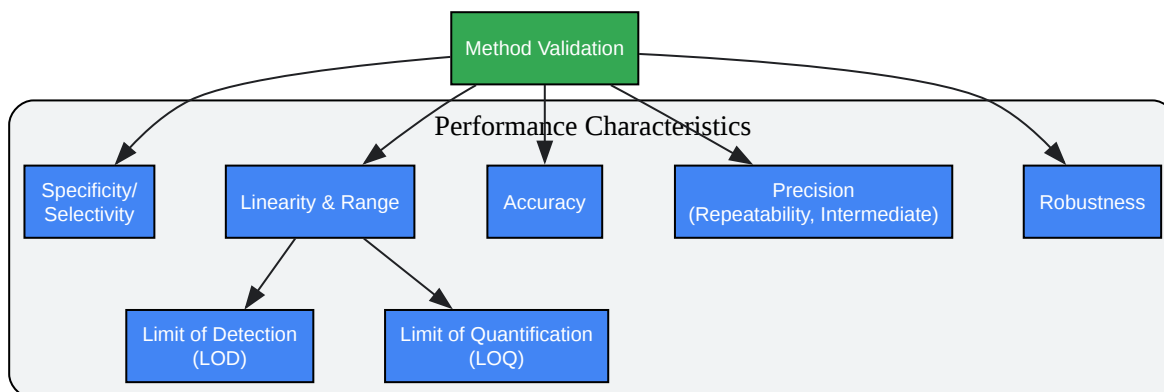 Method Validation
Performance Characteristics
Specificity/
Selectivity
Linearity & Range
Accuracy
Precision
(Repeatability, Intermediate)
Robustness
Limit of Detection
(LOD)
Limit of Quantification
(LOQ)